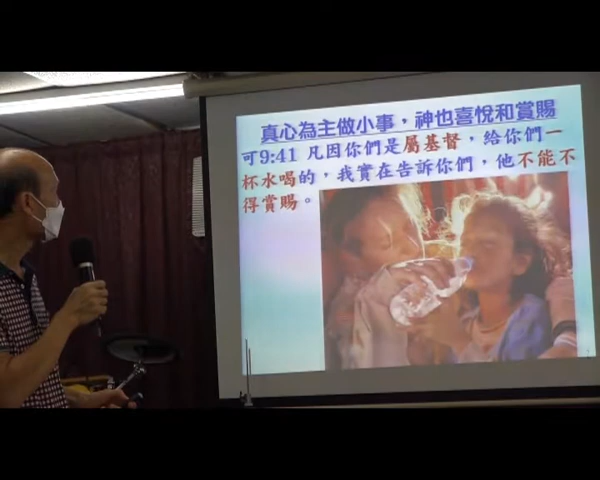 真心為主做小事，神也喜悅和賞賜
可9:41 凡因你們是屬基督，給你們一
杯水喝的，我實在告訴你們，他不能不
得賞賜。